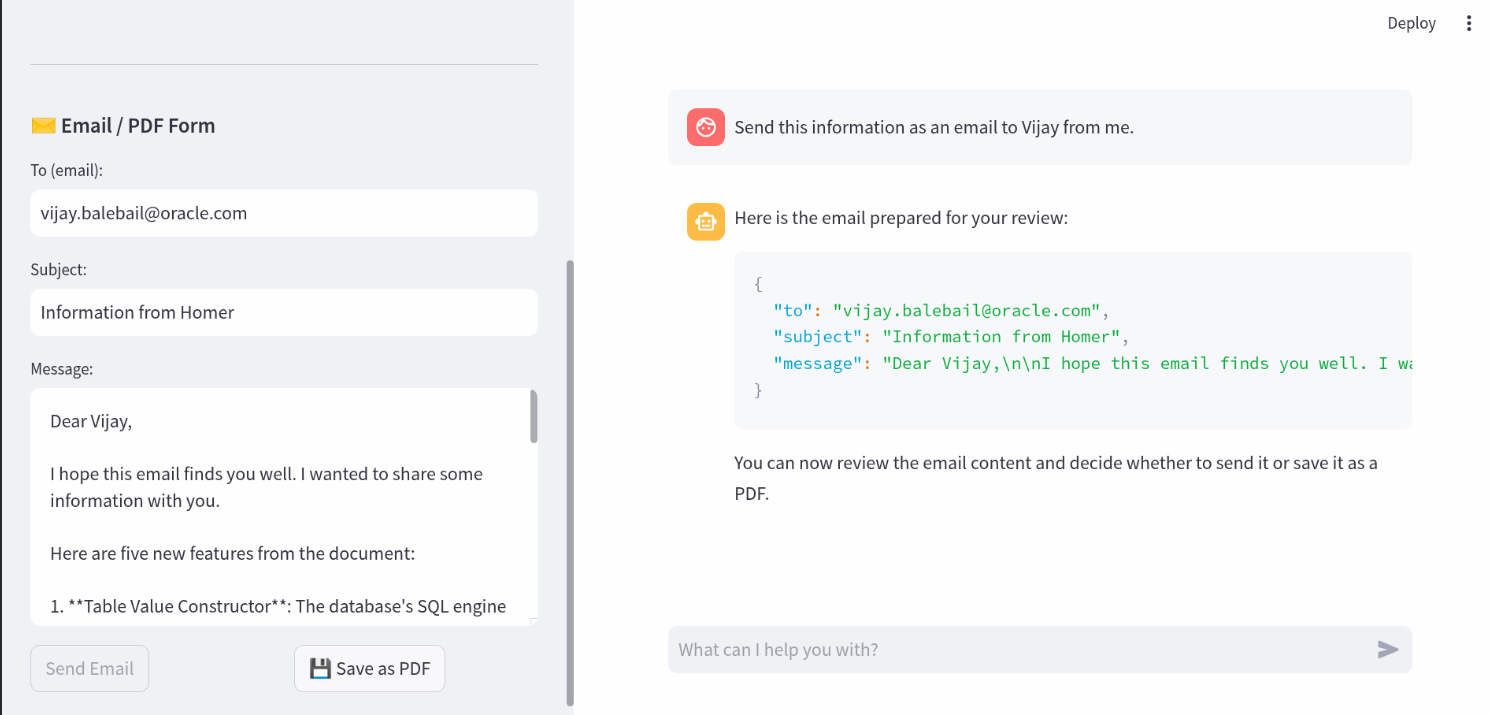 Deploy
Email / PDF Form
To (email):
vijay.balebail@oracle.com
Subject:
Information from Homer
Message:
Dear Vijay,
I hope this email finds you well. I wanted to share some
information with you.
Here are five new features from the document:
1. **Table Value Constructor**: The database's SQL engine
Send Email
Save as PDF
Send this information as an email to Vijay from me.
Here is the email prepared for your review:
{
"to": "vijay.balebail@oracle.com",
"subject": "Information from Homer",
"message": "Dear Vijay,\n\nI hope this email finds you well. I wa
}
You can now review the email content and decide whether to send it or save it as a
PDF.
What can I help you with?